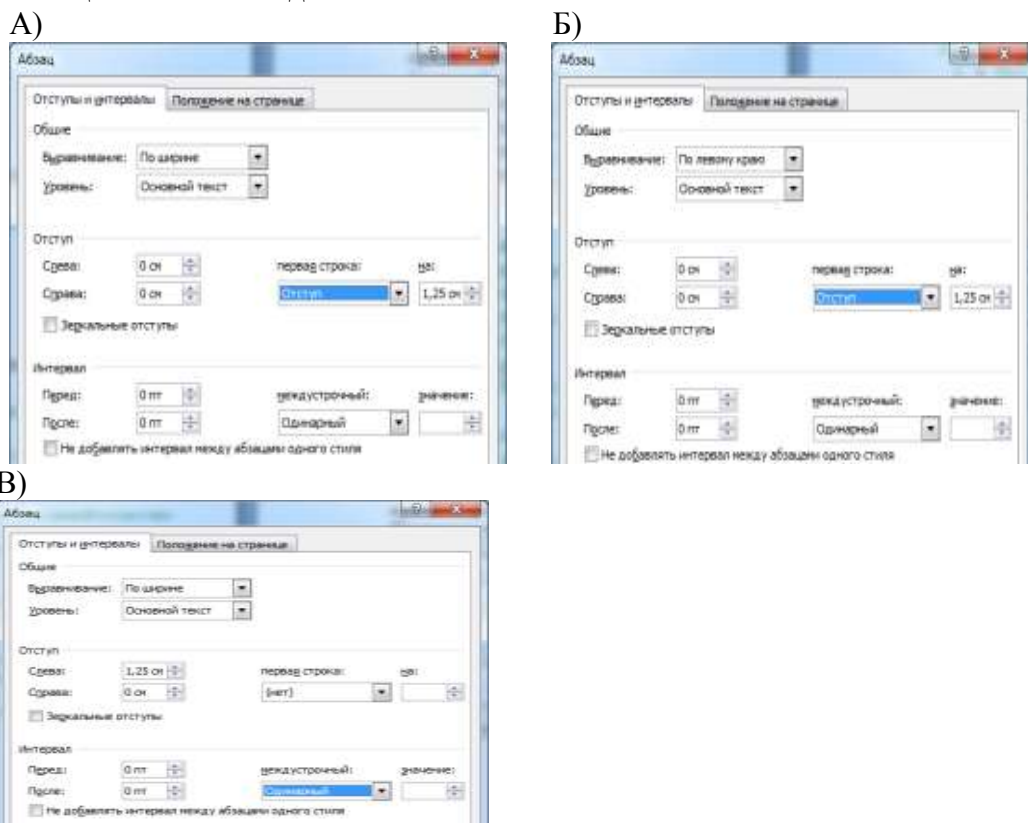 А)
Абзац
Отступы и интервалы Положение на странице
Общие
Выравнивание: По ширине
Уровень: Основной текст
Отступ
Слева: 0 см первая строка: на:
Справа: 0 см Отступ 1,25 см
Зеркальные отступы
Интервал
Перед: 0 пт междустрочный: значение:
После: 0 пт Одинарный
Не добавлять интервал между абзацами одного стиля
Б)
Абзац
Отступы и интервалы Положение на странице
Общие
Выравнивание: По левому краю
Уровень: Основной текст
Отступ
Слева: 0 см первая строка: на:
Справа: 0 см Отступ 1,25 см
Зеркальные отступы
Интервал
Перед: 0 пт междустрочный: значение:
После: 0 пт Одинарный
Не добавлять интервал между абзацами одного стиля
В)
Абзац
Отступы и интервалы Положение на странице
Общие
Выравнивание: По ширине
Уровень: Основной текст
Отступ
Слева: 1,25 см первая строка: на:
Справа: 0 см (нет)
Зеркальные отступы
Интервал
Перед: 0 пт междустрочный: значение:
После: 0 пт Одинарный
Не добавлять интервал между абзацами одного стиля